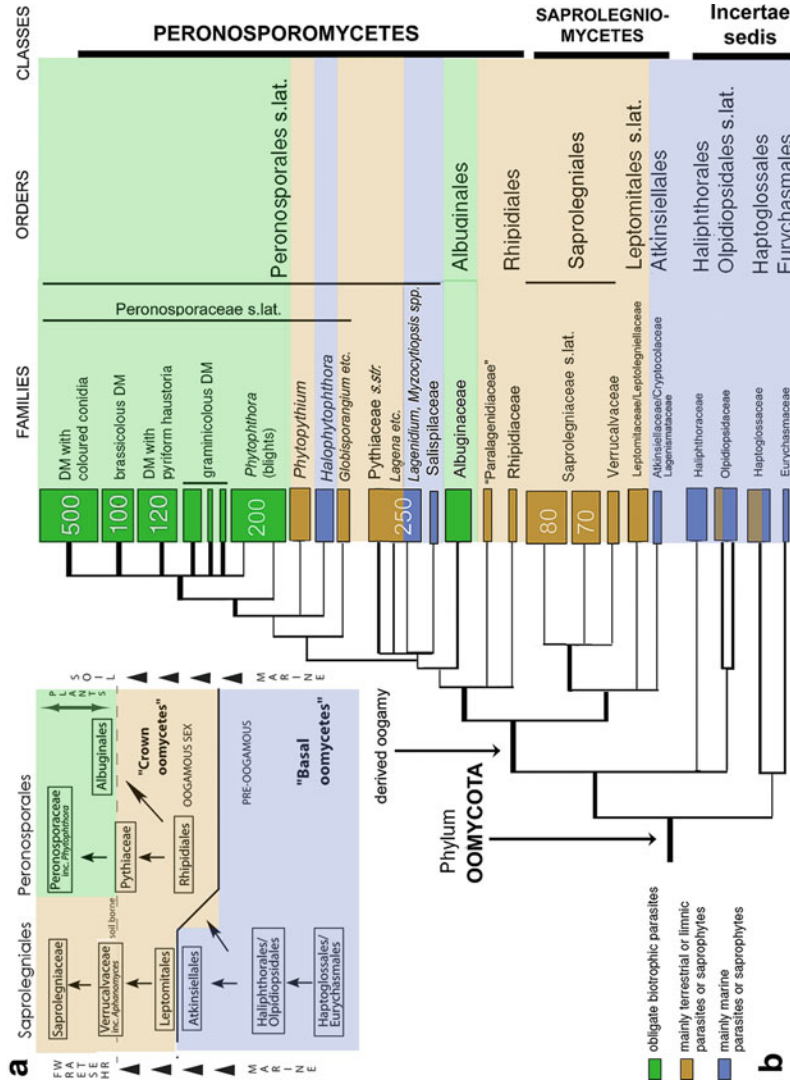 a
Saprolegniales
Peronosporales
Saprolegniaceae
Verrucalvaceae
inc. Aphanomyces
Leptomitales
Atkinsiellales
Haliphthorales/
Olpidiopsidales
Haptoglossales/
Eurychasmales
soil borne
Peronosporaceae
inc. Phytophthora
Albuginales
Pythiaceae
Rhipidiales
"Crown
oomycetes"
OOGAMOUS SEX
PRE-OOGAMOUS
"Basal
oomycetes"
FRESH
WATER
MARINE
PLANTS
SOIL
MARINE
FAMILIES
ORDERS
CLASSES
500
DM with
coloured conidia
100
brassicolous DM
120
DM with
pyriform haustoria
graminicolous DM
200
Phytophthora
(blights)
Phytopythium
Halophytophthora
Globisporangium etc.
Peronosporaceae s.lat.
250
Pythiaceae s.str.
Lagena etc.
Lagenidium, Myzocytiopsis spp.
Salispilaceae
Peronosporales s.lat.
Albuginaceae
Albuginales
"Paralagenidiaceae"
Rhipidiaceae
Rhipidiales
PERONOSPOROMYCETES
80
70
Saprolegniaceae s.lat.
Verrucalvaceae
Saprolegniales
Leptomitaceae/Leptolegniellaceae
Leptomitales s.lat.
Atkinsiellaceae/Cryptocolaceae
Lagenismataceae
Atkinsiellales
SAPROLEGNIO-
MYCETES
Haliphthoraceae
Haliphthorales
Olpidiopsidaceae
Olpidiopsidales s.lat.
Haptoglossaceae
Haptoglossales
Eurychasmaceae
Eurychasmales
Incertae
sedis
derived oogamy
Phylum
OOMYCOTA
obligate biotrophic parasites
mainly terrestrial or limnic
parasites or saprophytes
mainly marine
parasites or saprophytes
b